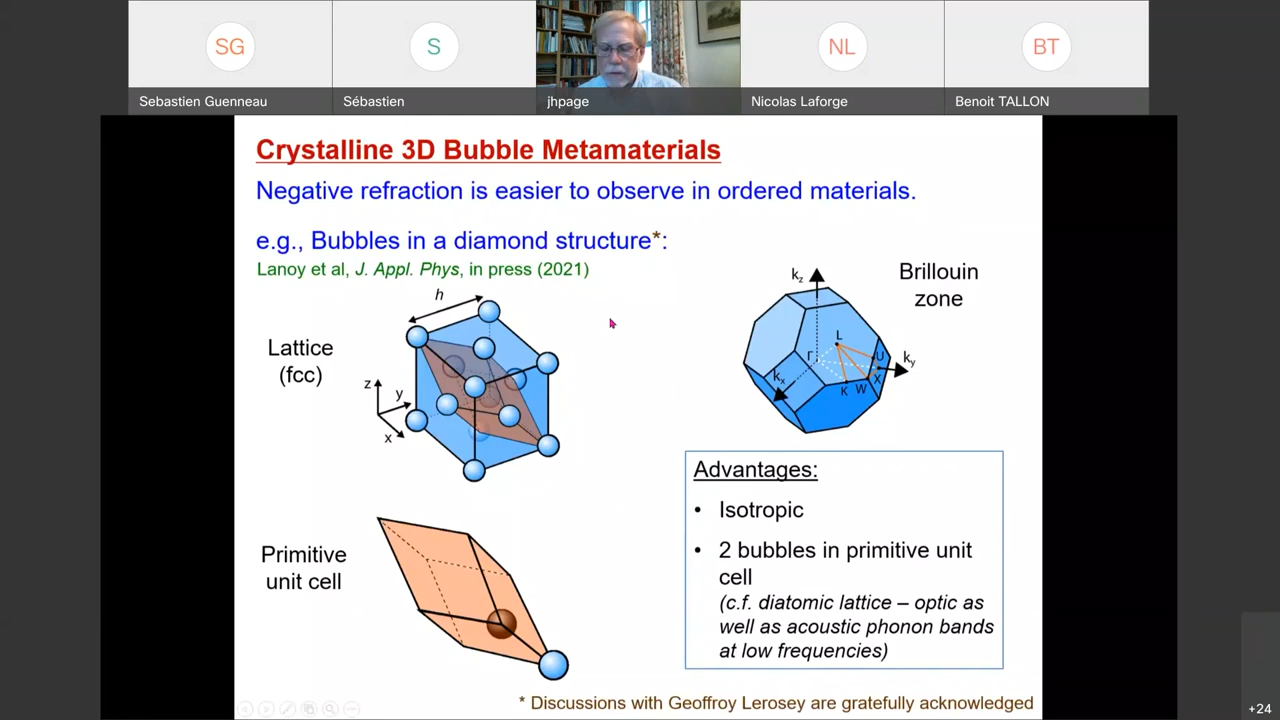 SG
S
NL
BT
Sebastien Guenneau
Sébastien
jhpage
Nicolas Laforge
Benoit TALLON
Crystalline 3D Bubble Metamaterials
Negative refraction is easier to observe in ordered materials.
e.g., Bubbles in a diamond structure*:
Lanoy et al, J. Appl. Phys, in press (2021)
h
Lattice
(fcc)
z
y
x
kz
Brillouin
zone
L
Γ
U
ky
kx
X
K
W
Advantages:
• Isotropic
• 2 bubbles in primitive unit
cell
(c.f. diatomic lattice – optic as
well as acoustic phonon bands
at low frequencies)
Primitive
unit cell
* Discussions with Geoffroy Lerosey are gratefully acknowledged
+24